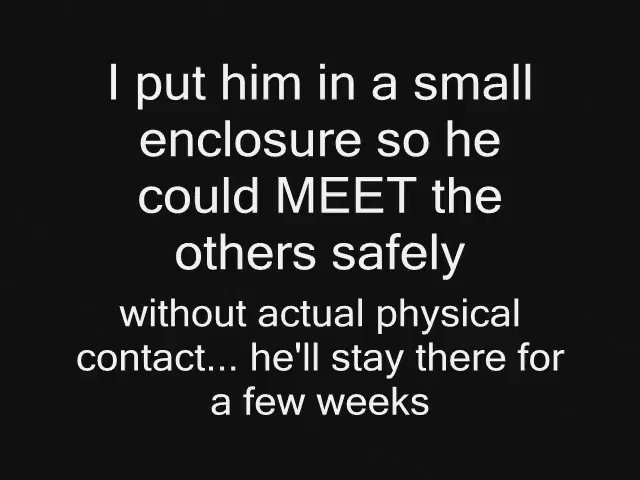 I put him in a small
enclosure so he
could MEET the
others safely
without actual physical
contact... he'll stay there for
a few weeks